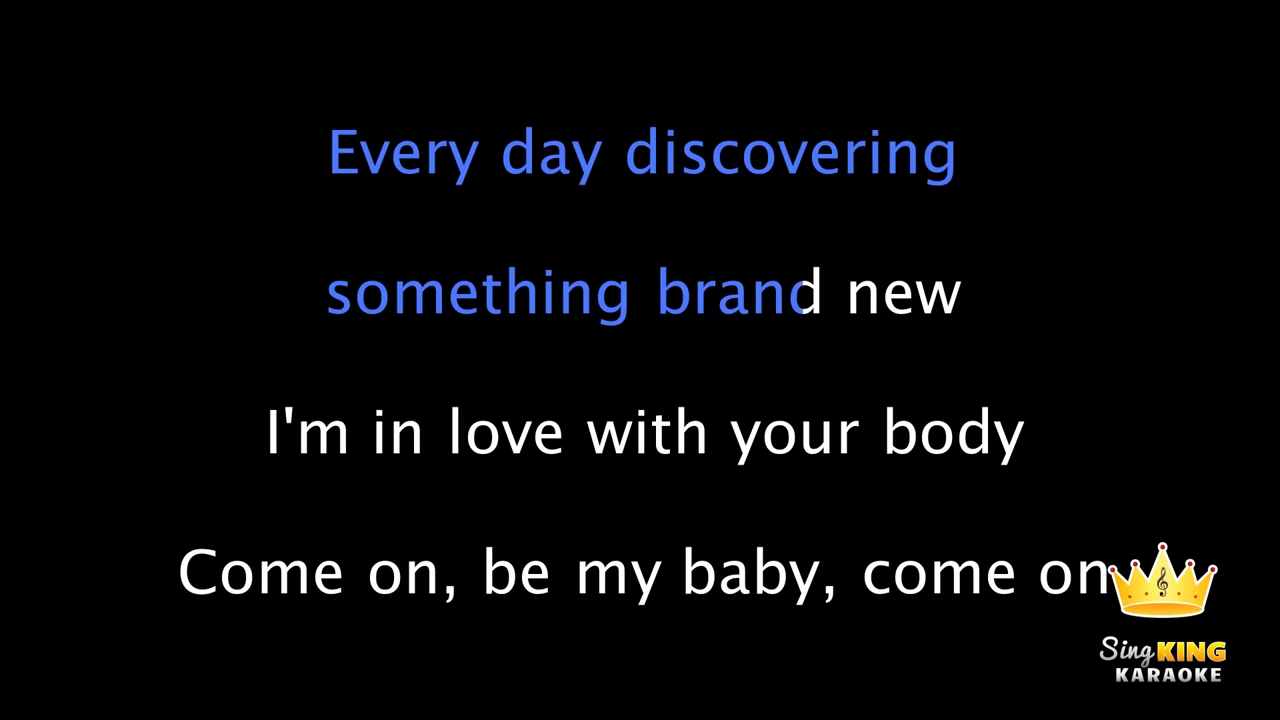 Every day discovering
something brand new
I'm in love with your body
Come on, be my baby, come on
Sing KING
KARAOKE